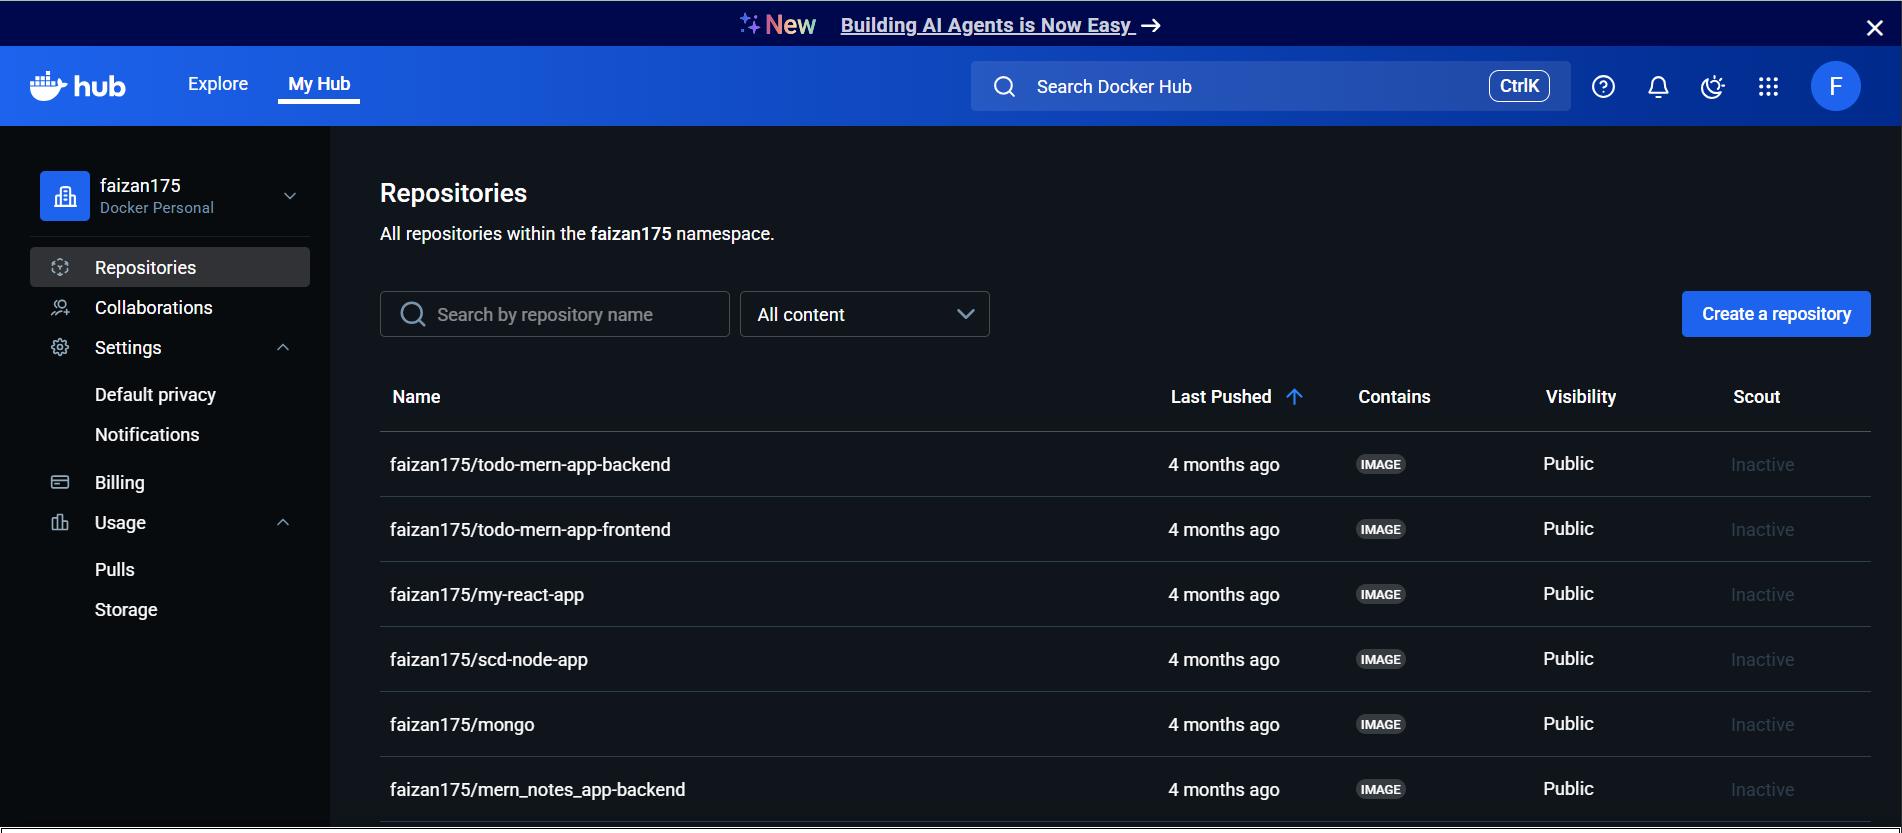 New Building AI Agents is Now Easy →
hub Explore My Hub Search Docker Hub CtrlK F
faizan175
Docker Personal
Repositories
Collaborations
Settings
Default privacy
Notifications
Billing
Usage
Pulls
Storage
Repositories
All repositories within the faizan175 namespace.
Search by repository name All content Create a repository
Name Last Pushed Contains Visibility Scout
faizan175/todo-mern-app-backend 4 months ago IMAGE Public Inactive
faizan175/todo-mern-app-frontend 4 months ago IMAGE Public Inactive
faizan175/my-react-app 4 months ago IMAGE Public Inactive
faizan175/scd-node-app 4 months ago IMAGE Public Inactive
faizan175/mongo 4 months ago IMAGE Public Inactive
faizan175/mern_notes_app-backend 4 months ago IMAGE Public Inactive